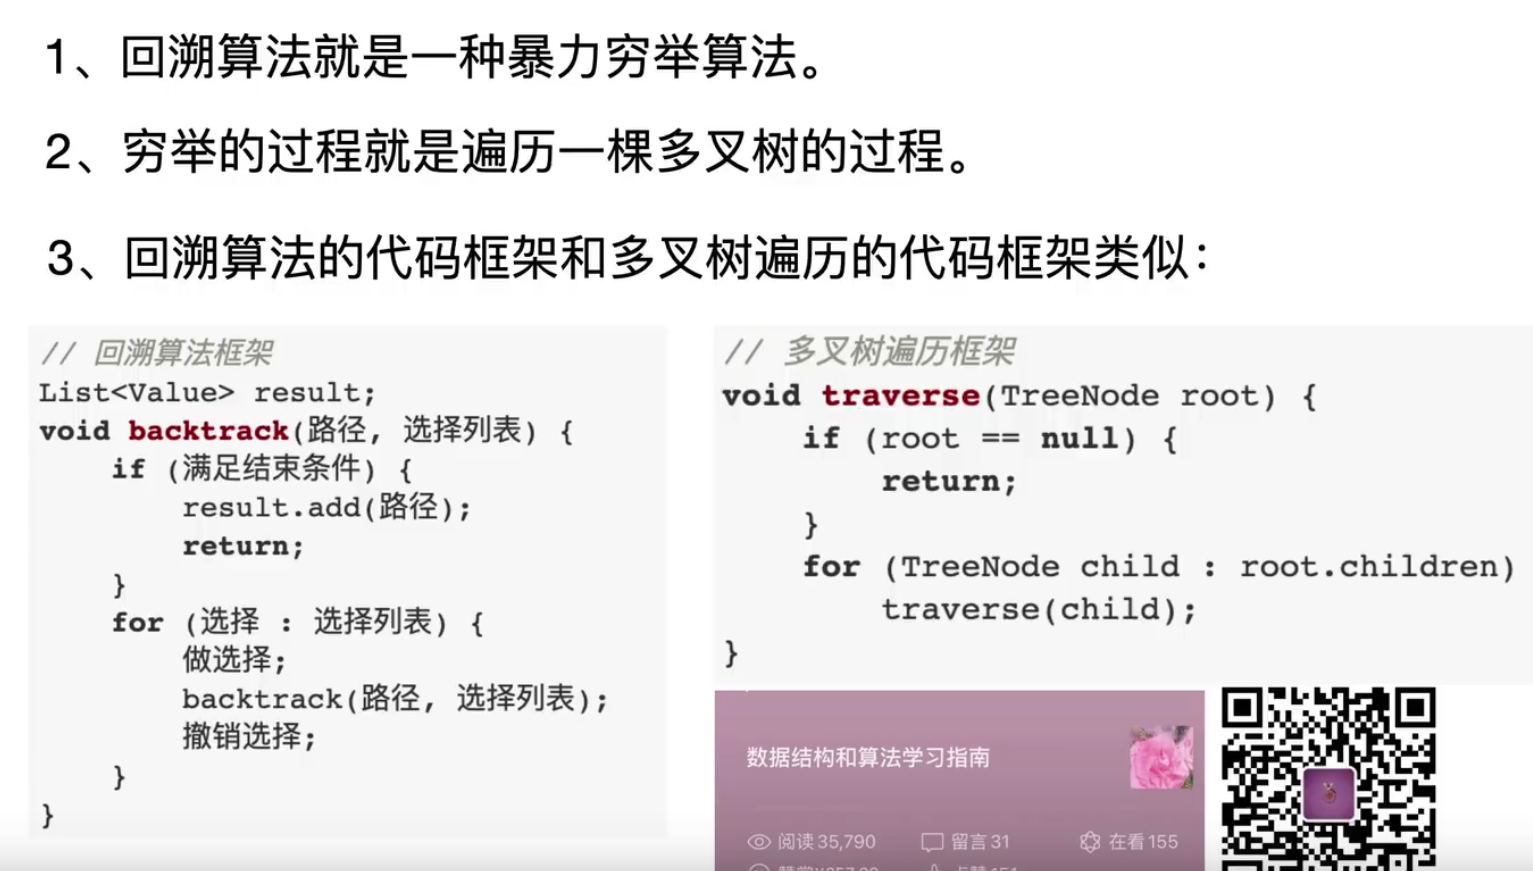 1、回溯算法就是一种暴力穷举算法。
2、穷举的过程就是遍历一棵多叉树的过程。
3、回溯算法的代码框架和多叉树遍历的代码框架类似：
// 回溯算法框架
List<Value> result;
void backtrack(路径, 选择列表) {
if (满足结束条件) {
result.add(路径);
return;
}
for (选择 : 选择列表) {
做选择;
backtrack(路径, 选择列表);
撤销选择;
}
}
// 多叉树遍历框架
void traverse(TreeNode root) {
if (root == null) {
return;
}
for (TreeNode child : root.children)
traverse(child);
}
数据结构和算法学习指南
阅读 35,790 留言 31 在看 155